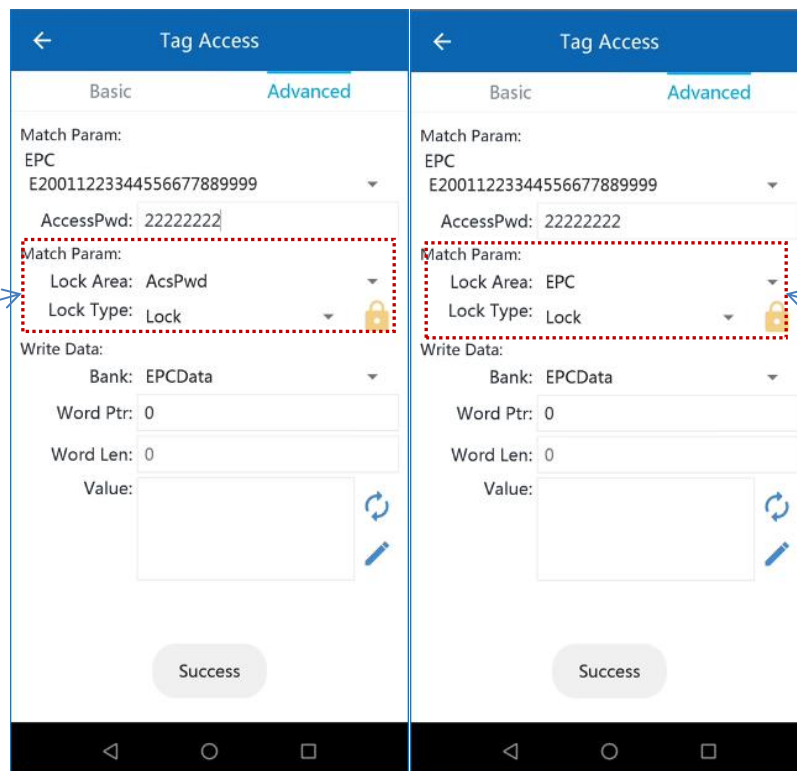 Tag Access
Basic Advanced
Match Param:
EPC
E20011223344556677889999
AccessPwd: 22222222
Match Param:
Lock Area: AcsPwd
Lock Type: Lock
Write Data:
Bank: EPCData
Word Ptr: 0
Word Len: 0
Value:
Success
Tag Access
Basic Advanced
Match Param:
EPC
E20011223344556677889999
AccessPwd: 22222222
Match Param:
Lock Area: EPC
Lock Type: Lock
Write Data:
Bank: EPCData
Word Ptr: 0
Word Len: 0
Value:
Success